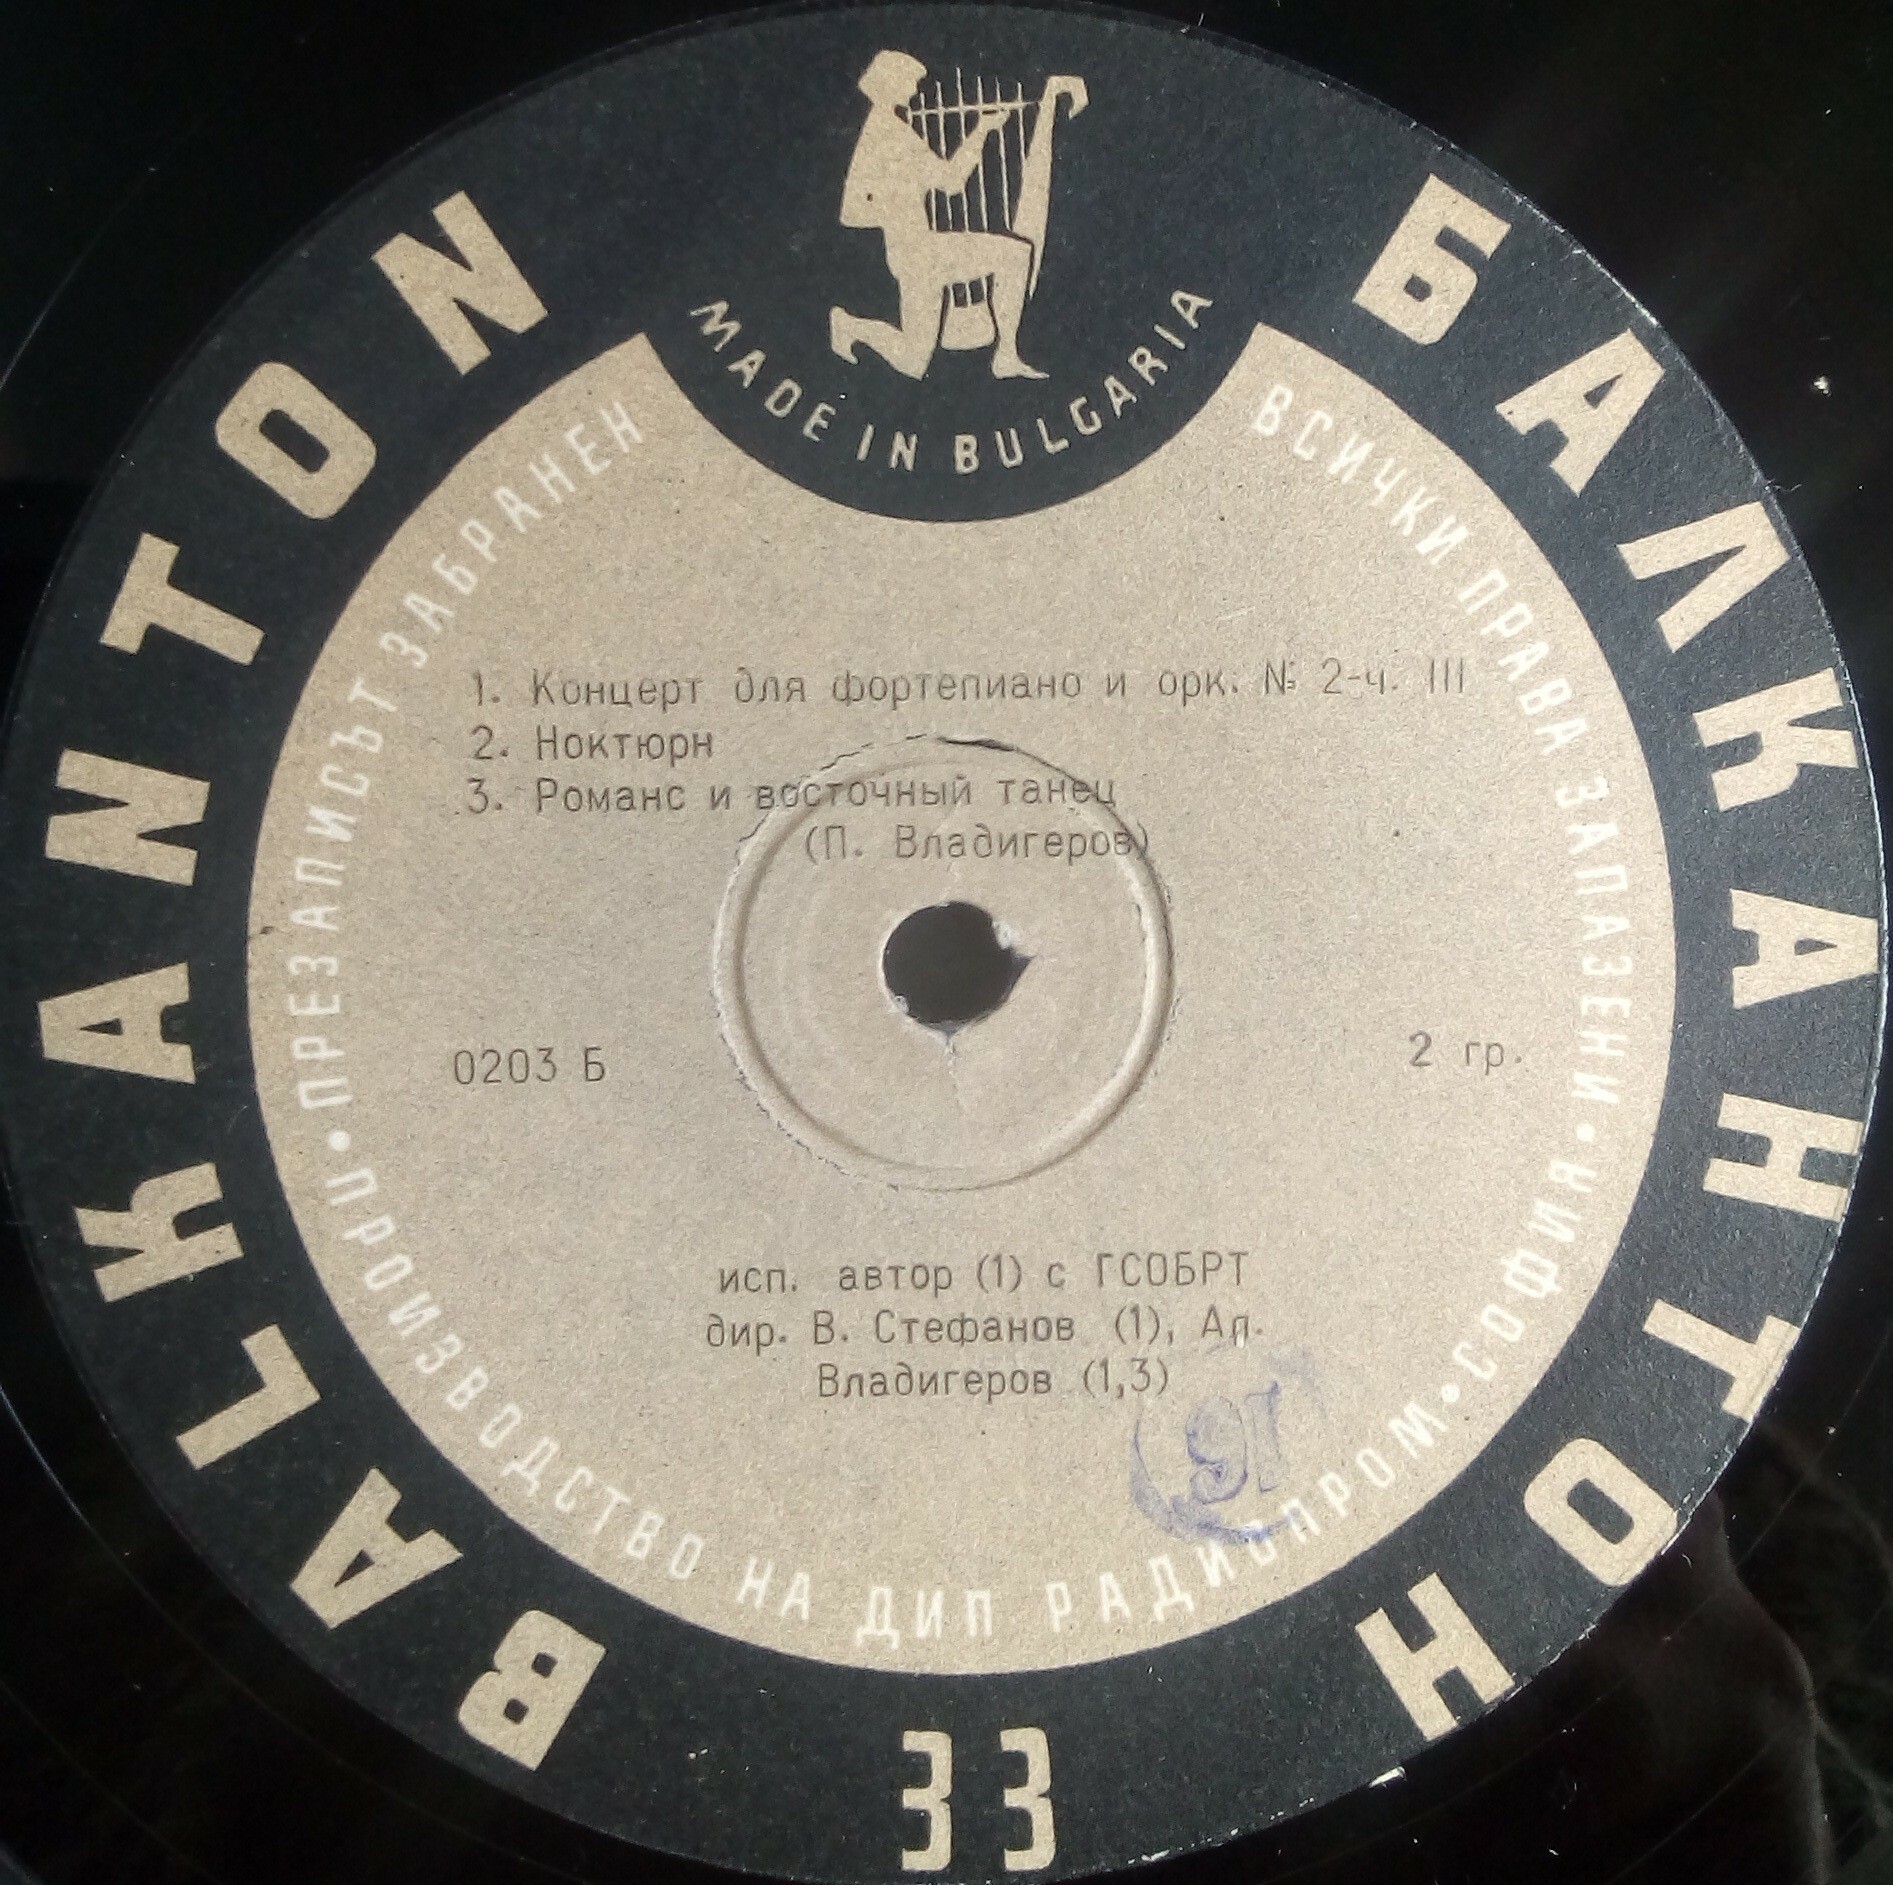 BALKANTON
БАЛКАНТОН
MADE IN BULGARIA
ПРЕЗАПИСЪТ ЗАБРАНЕН
ВСИЧКИ ПРАВА ЗАПАЗЕНИ • СОФИЯ •
• ПРОИЗВОДСТВО НА ДИП РАДИОПРОМ
1. Концерт для фортепиано и орк. № 2-ч. III
2. Ноктюрн
3. Романс и восточный танец
(П. Владигеров)
0203 Б
2 гр.
исп. автор (1) с ГСОБРТ
дир. В. Стефанов (1), Ал.
Владигеров (1,3)
33